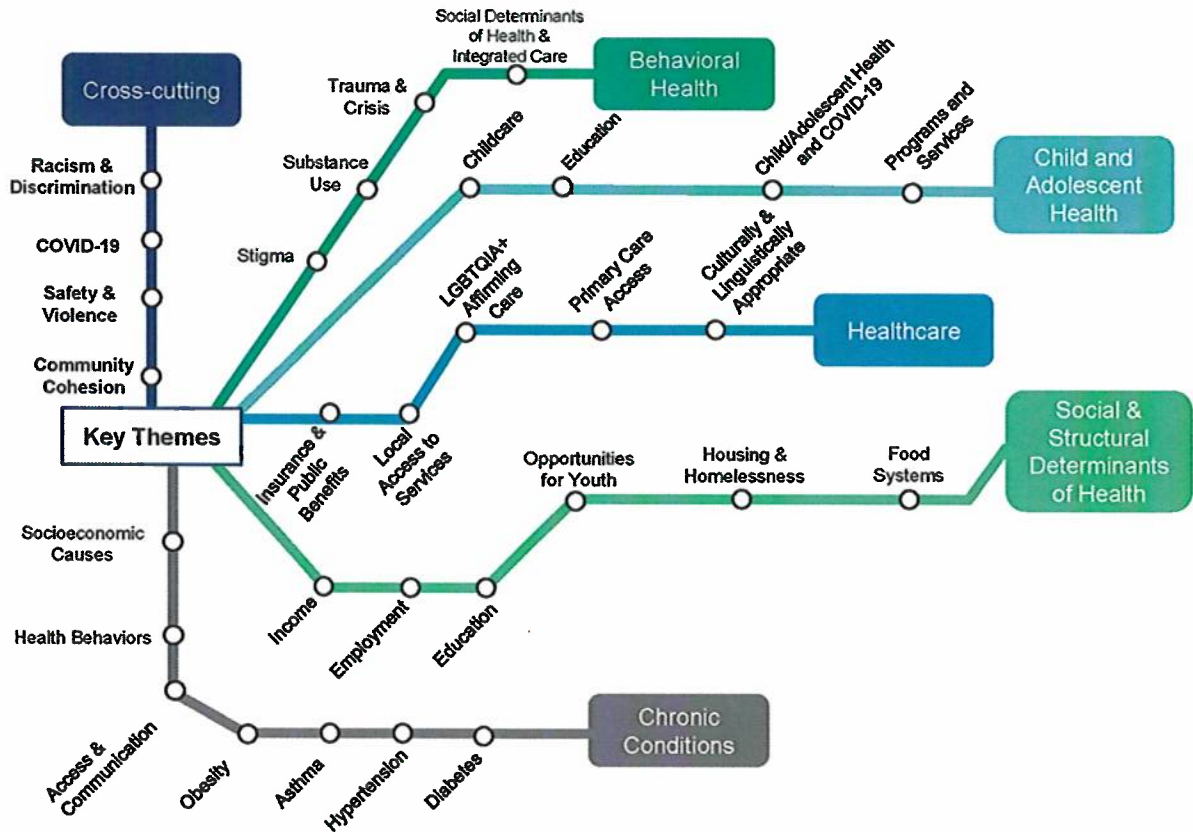 Cross-cutting
Racism &
Discrimination
COVID-19
Safety &
Violence
Community
Cohesion
Key Themes
Stigma
Substance
Use
Trauma &
Crisis
Social Determinants
of Health &
Integrated Care
Behavioral
Health
Childcare
Education
Child/Adolescent Health
and COVID-19
Programs and
Services
Child and
Adolescent
Health
Insurance &
Public
Benefits
Local
Access to
Services
LGBTQIA+
Affirming
Care
Primary Care
Access
Culturally &
Linguistically
Appropriate
Healthcare
Income
Employment
Education
Opportunities
for Youth
Housing &
Homelessness
Food
Systems
Social &
Structural
Determinants
of Health
Socioeconomic
Causes
Health Behaviors
Access &
Communication
Obesity
Asthma
Hypertension
Diabetes
Chronic
Conditions